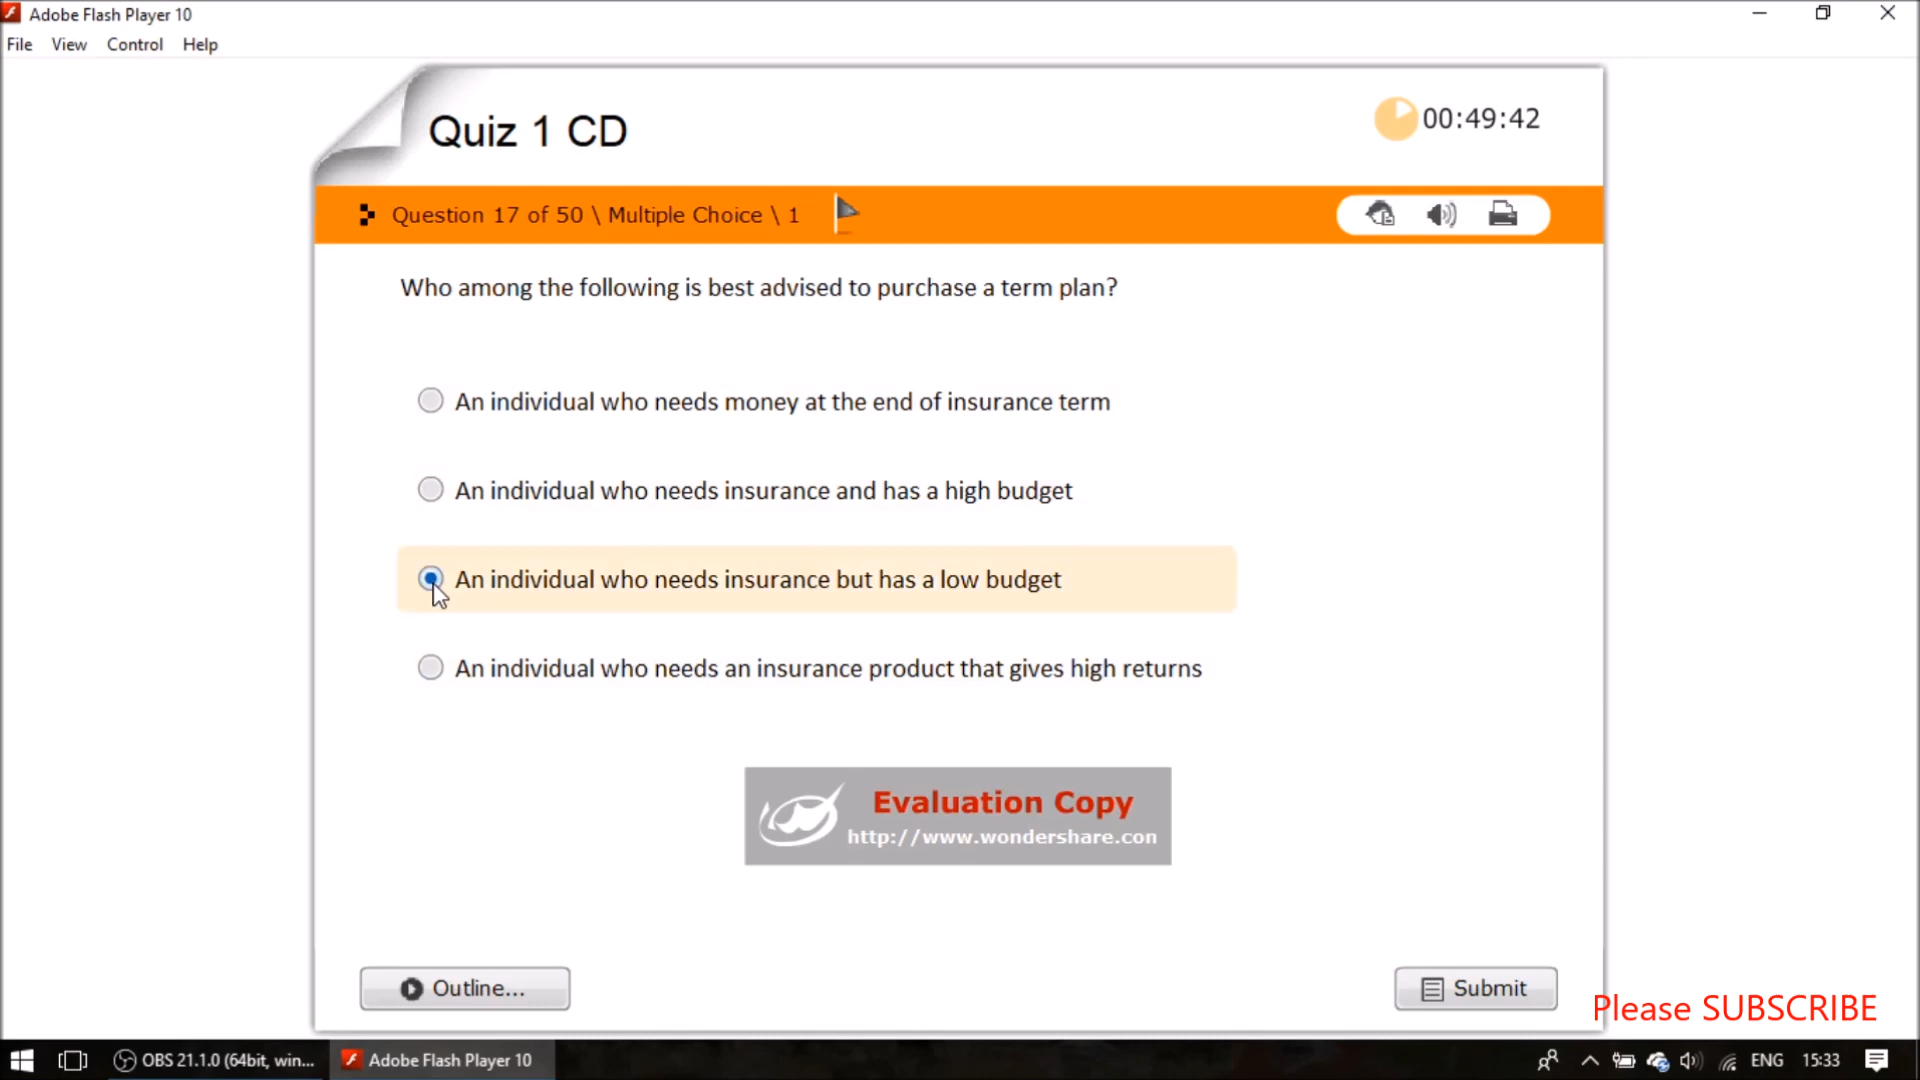 Adobe Flash Player 10
File View Control Help
Quiz 1 CD
00:49:42
Question 17 of 50 \ Multiple Choice \ 1
Who among the following is best advised to purchase a term plan?
An individual who needs money at the end of insurance term
An individual who needs insurance and has a high budget
An individual who needs insurance but has a low budget
An individual who needs an insurance product that gives high returns
Evaluation Copy
http://www.wondershare.con
Outline...
Submit
Please SUBSCRIBE
OBS 21.1.0 (64bit, win...
Adobe Flash Player 10
ENG
15:33